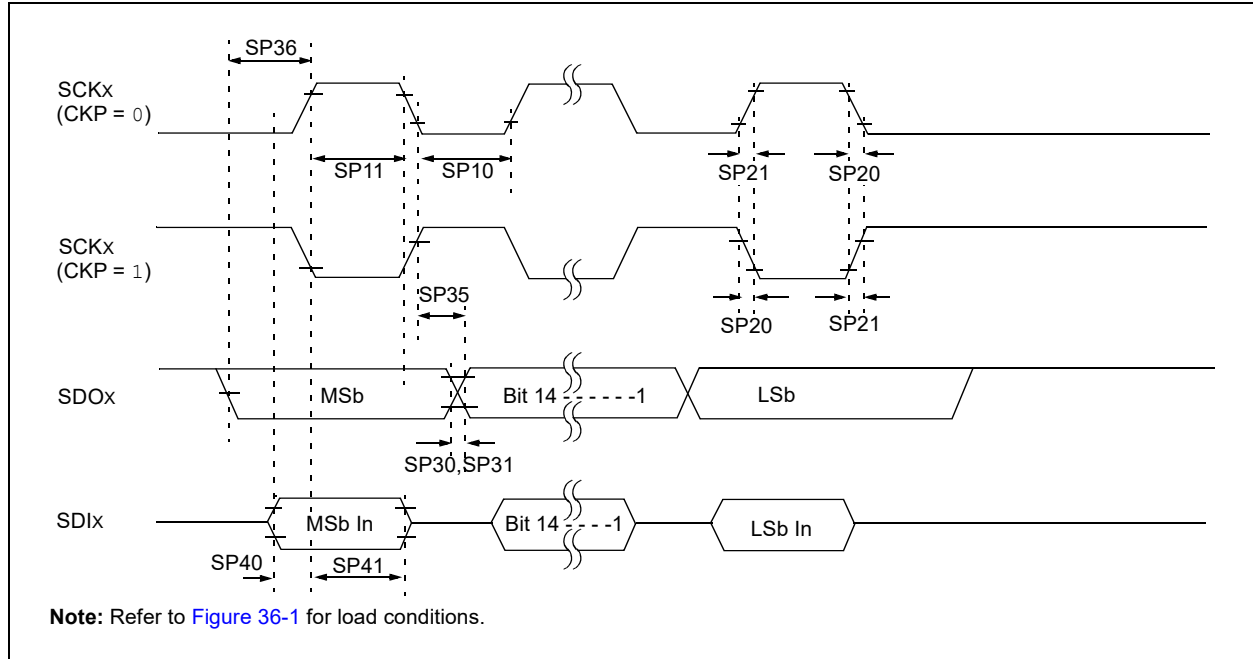 SP36
SCKx
(CKP = 0)
SP11
SP10
SP21
SP20
SCKx
(CKP = 1)
SP35
SP20
SP21
SDOx
MSb
Bit 14 - - - - - - -1
LSb
SP30,SP31
SDIx
MSb In
Bit 14 - - - - -1
LSb In
SP40
SP41
Note: Refer to Figure 36-1 for load conditions.